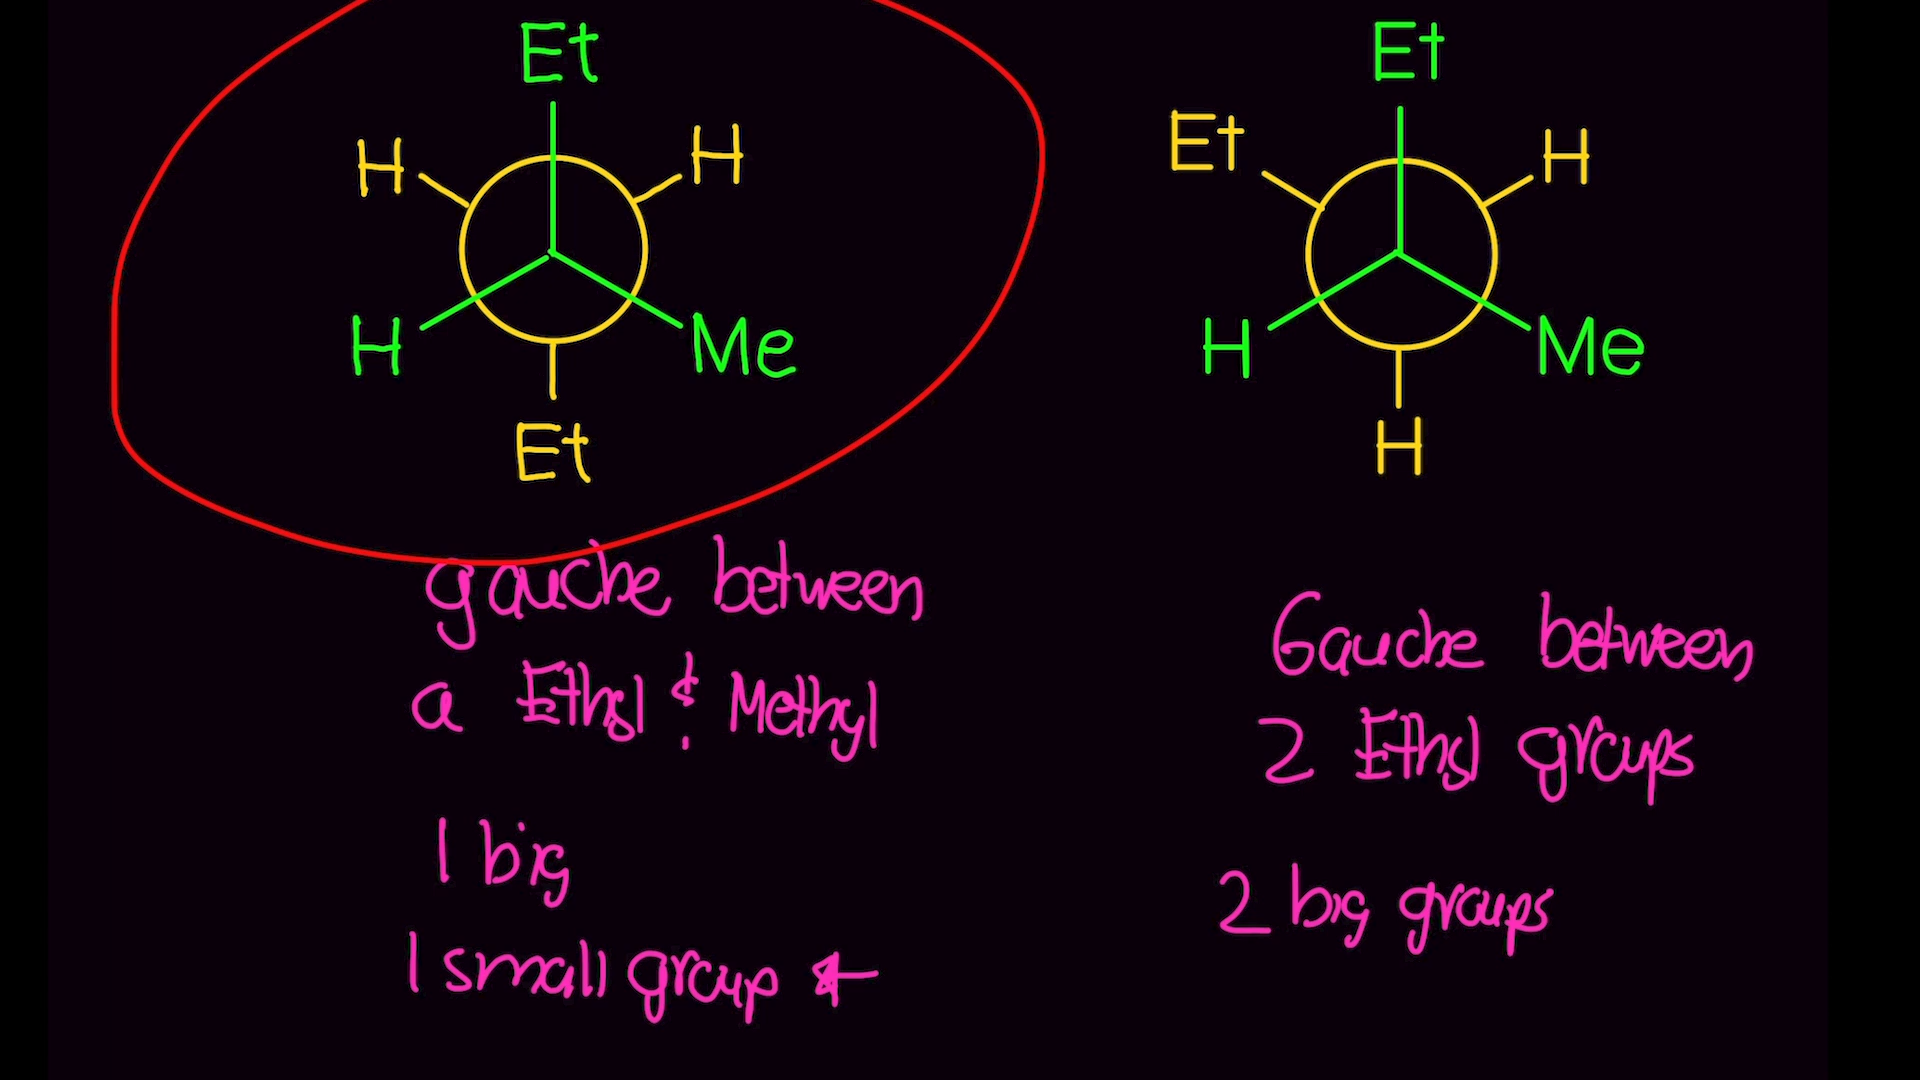 Et
H
H
H
Me
Et
gauche between
a Ethyl & Methyl
1 big
1 small group
Et
Et
H
H
Me
H
Gauche between
2 Ethyl groups
2 big groups